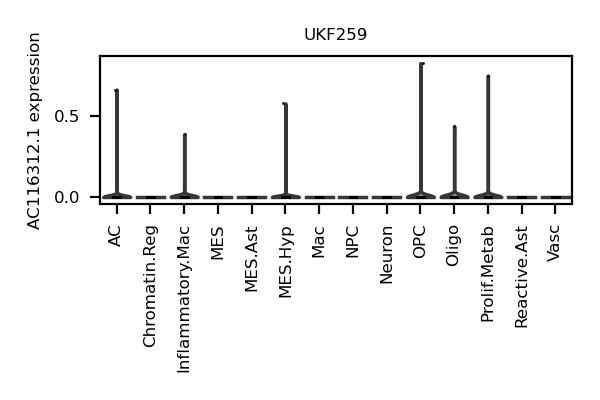 UKF259
AC116312.1 expression
0.5
0.0
AC
Chromatin.Reg
Inflammatory.Mac
MES
MES.Ast
MES.Hyp
Mac
NPC
Neuron
OPC
Oligo
Prolif.Metab
Reactive.Ast
Vasc